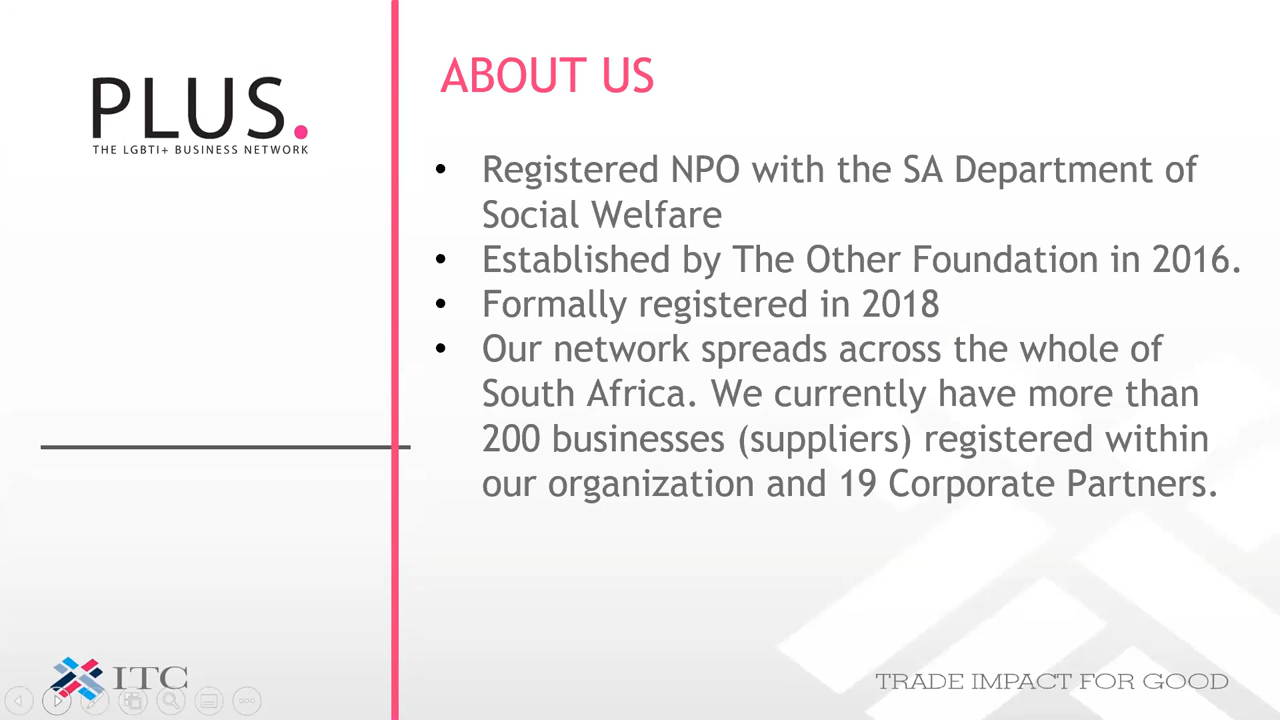 PLUS.
THE LGBTI+ BUSINESS NETWORK
ABOUT US
• Registered NPO with the SA Department of
Social Welfare
• Established by The Other Foundation in 2016.
• Formally registered in 2018
• Our network spreads across the whole of
South Africa. We currently have more than
200 businesses (suppliers) registered within
our organization and 19 Corporate Partners.
ITC
TRADE IMPACT FOR GOOD